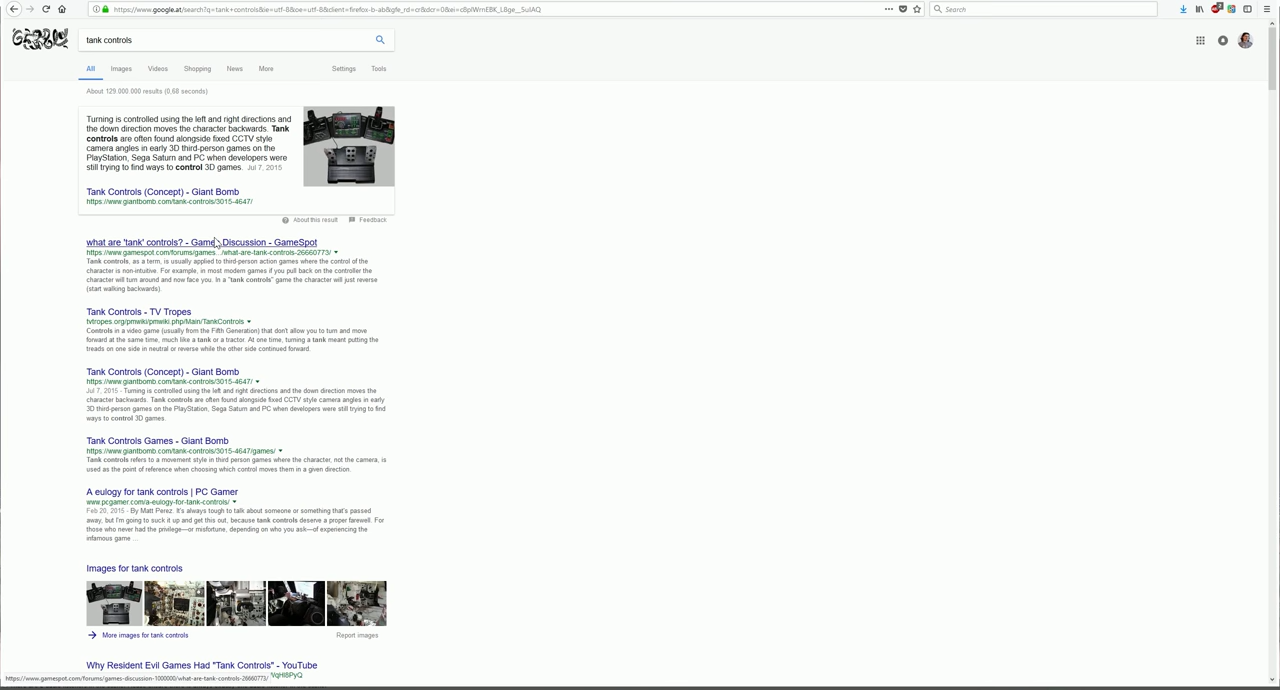 https://www.google.at/search?q=tank+controls&ie=utf-8&oe=utf-8&client=firefox-b-ab&gfe_rd=cr&dcr=0&ei=
Search
tank controls
All Images Videos Shopping News More Settings Tools
About 129.000.000 results (0,68 seconds)
Turning is controlled using the left and right directions and
the down direction moves the character backwards. Tank
controls are often found alongside fixed CCTV style
camera angles in early 3D third-person games on the
PlayStation, Sega Saturn and PC when developers were
still trying to find ways to control 3D games. Jul 7, 2015
Tank Controls (Concept) - Giant Bomb
https://www.giantbomb.com/tank-controls/3015-4647/
About this result Feedback
what are 'tank' controls? - Games Discussion - GameSpot
https://www.gamespot.com/forums/games.../what-are-tank-controls-26660773/
Tank controls, as a term, is usually applied to third-person action games where the control of the
character is non-intuitive. For example, in most modern games if you pull back on the controller the
character will turn around and now face you. In a "tank controls" game the character will just reverse
(start walking backwards).
Tank Controls - TV Tropes
tvtropes.org/pmwiki/pmwiki.php/Main/TankControls
Controls in a video game (usually from the Fifth Generation) that don't allow you to turn and move
forward at the same time, much like a tank or a tractor. At one time, turning a tank meant putting the
treads on one side in neutral or reverse while the other side continued forward.
Tank Controls (Concept) - Giant Bomb
https://www.giantbomb.com/tank-controls/3015-4647/
Jul 7, 2015 - Turning is controlled using the left and right directions and the down direction moves the
character backwards. Tank controls are often found alongside fixed CCTV style camera angles in early
3D third-person games on the PlayStation, Sega Saturn and PC when developers were still trying to find
ways to control 3D games.
Tank Controls Games - Giant Bomb
https://www.giantbomb.com/tank-controls/3015-4647/games/
Tank controls refers to a movement style in third person games where the character, not the camera, is
used as the point of reference when choosing which control moves them in a given direction.
A eulogy for tank controls | PC Gamer
www.pcgamer.com/a-eulogy-for-tank-controls/
Feb 20, 2015 - By Matt Perez. It's always tough to talk about someone or something that's passed
away, but I'm going to suck it up and get this out, because tank controls deserve a proper farewell. For
those who never had the privilege—or misfortune, depending on who you ask—of experiencing the
infamous game ...
Images for tank controls
More images for tank controls Report images
Why Resident Evil Games Had "Tank Controls" - YouTube
https://www.gamespot.com/forums/games-discussion-1000000/what-are-tank-controls-26660773/